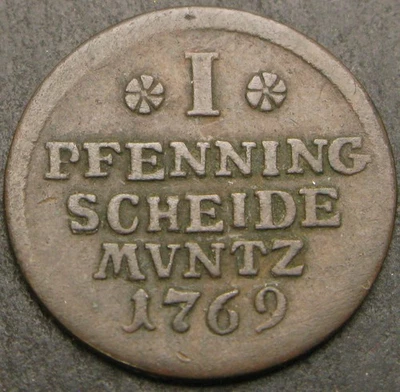 I
PFENNING
SCHEIDE
MVNTZ
1769